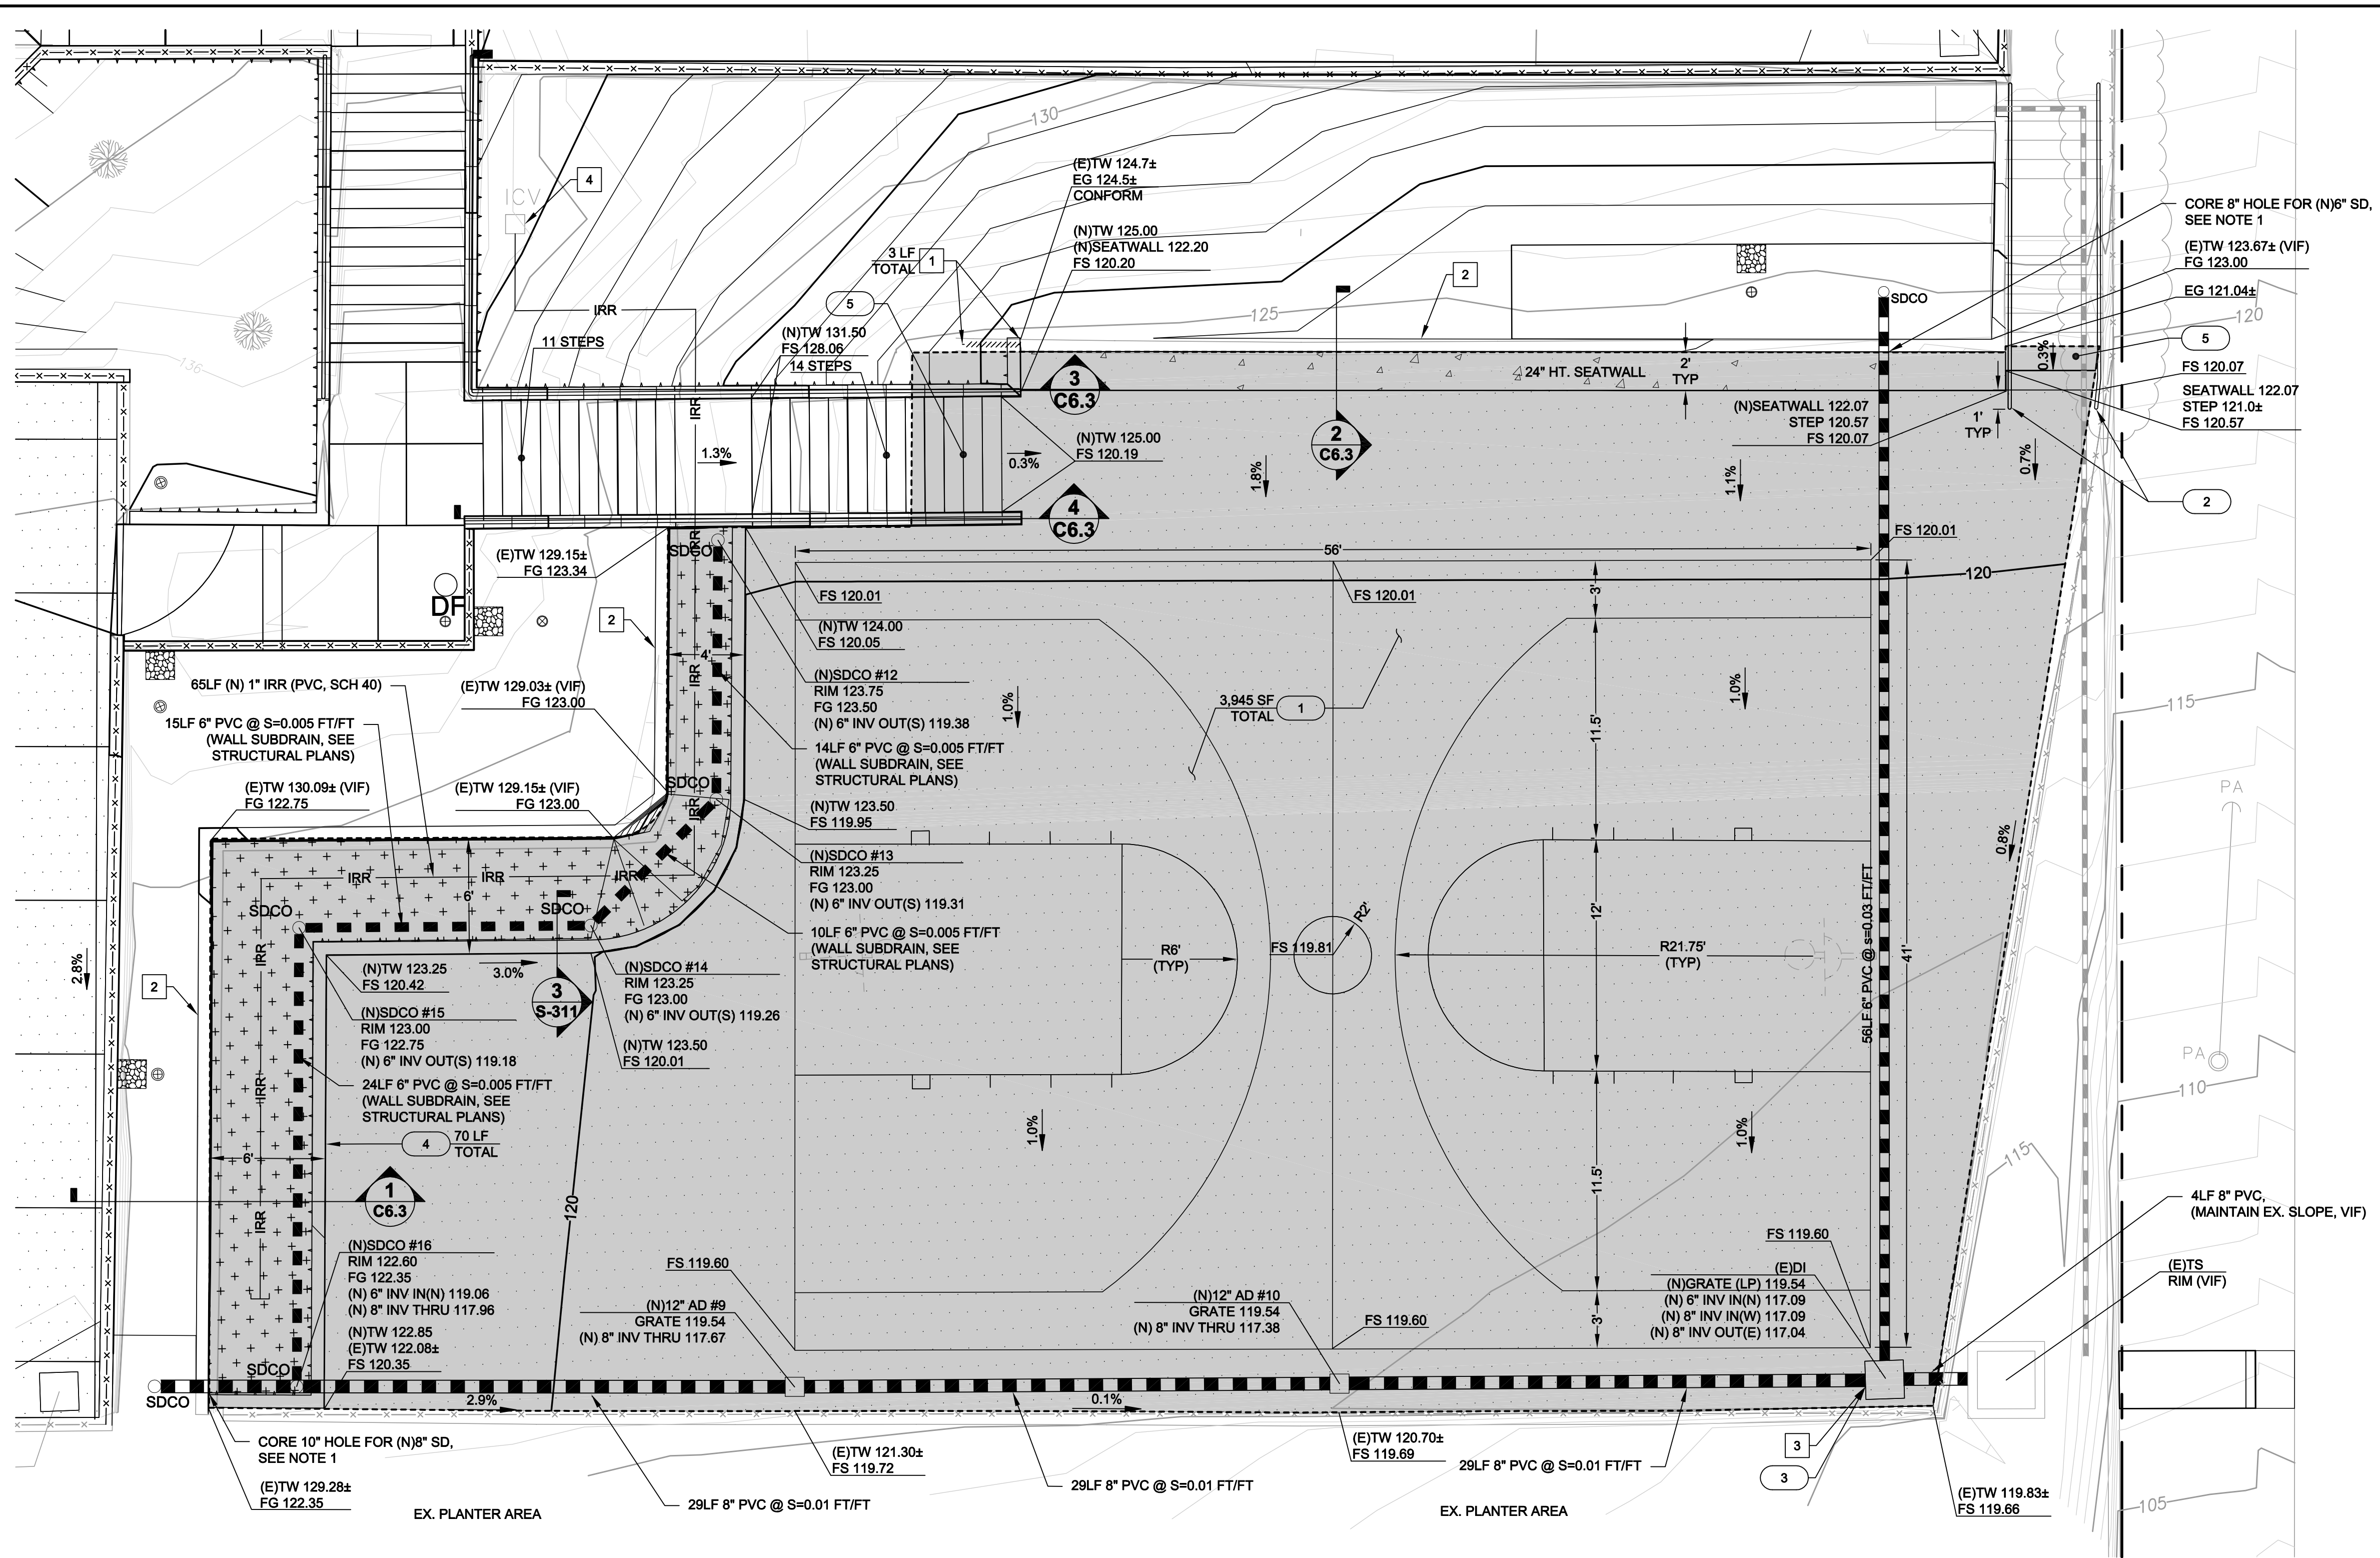 130
ICV
4
136
(E)TW 124.7±
EG 124.5±
CONFORM
(N)TW 125.00
(N)SEATWALL 122.20
FS 120.20
3 LF
TOTAL
1
2
5
IRR
11 STEPS
(N)TW 131.50
FS 128.06
14 STEPS
125
SDCO
CORE 8" HOLE FOR (N)6" SD,
SEE NOTE 1
(E)TW 123.67± (VIF)
FG 123.00
EG 121.04±
120
5
0.3%
FS 120.07
SEATWALL 122.07
STEP 121.0±
FS 120.57
3
C6.3
24" HT. SEATWALL
2'
TYP
(N)SEATWALL 122.07
STEP 120.57
FS 120.07
1'
TYP
IRR
1.3%
0.3%
(N)TW 125.00
FS 120.19
2
C6.3
1.8%
1.1%
0.7%
2
4
C6.3
FS 120.01
(E)TW 129.15±
FG 123.34
SDCO
IRR
56'
120
DF
2
FS 120.01
FS 120.01
3'
(N)TW 124.00
FS 120.05
4'
IRR
65LF (N) 1" IRR (PVC, SCH 40)
(E)TW 129.03± (VIF)
FG 123.00
(N)SDCO #12
RIM 123.75
FG 123.50
(N) 6" INV OUT(S) 119.38
1.0%
1.0%
3,945 SF
TOTAL
1
115
15LF 6" PVC @ S=0.005 FT/FT
(WALL SUBDRAIN, SEE
STRUCTURAL PLANS)
14LF 6" PVC @ S=0.005 FT/FT
(WALL SUBDRAIN, SEE
STRUCTURAL PLANS)
11.5'
(E)TW 130.09± (VIF)
FG 122.75
(E)TW 129.15± (VIF)
FG 123.00
SDCO
IRR
(N)TW 123.50
FS 119.95
PA
0.8%
(N)SDCO #13
RIM 123.25
FG 123.00
(N) 6" INV OUT(S) 119.31
IRR
IRR
IRR
6'
SDCO
SDCO
12'
R2'
56LF 6" PVC @ s=0.03 FT/FT
41'
10LF 6" PVC @ S=0.005 FT/FT
(WALL SUBDRAIN, SEE
STRUCTURAL PLANS)
R6'
(TYP)
FS 119.81
R21.75'
(TYP)
2.8%
2
IRR
(N)TW 123.25
FS 120.42
3.0%
3
S-311
(N)SDCO #14
RIM 123.25
FG 123.00
(N) 6" INV OUT(S) 119.26
(N)SDCO #15
RIM 123.00
FG 122.75
(N) 6" INV OUT(S) 119.18
(N)TW 123.50
FS 120.01
PA
110
24LF 6" PVC @ S=0.005 FT/FT
(WALL SUBDRAIN, SEE
STRUCTURAL PLANS)
IRR
1.0%
1.0%
4
70 LF
TOTAL
6'
115
11.5'
1
C6.3
IRR
120
4LF 8" PVC,
(MAINTAIN EX. SLOPE, VIF)
(N)SDCO #16
RIM 122.60
FG 122.35
(N) 6" INV IN(N) 119.06
(N) 8" INV THRU 117.96
FS 119.60
FS 119.60
(E)TS
RIM (VIF)
(N)12" AD #9
GRATE 119.54
(N) 8" INV THRU 117.67
(N)12" AD #10
GRATE 119.54
(N) 8" INV THRU 117.38
3'
FS 119.60
(E)DI
(N)GRATE (LP) 119.54
(N) 6" INV IN(N) 117.09
(N) 8" INV IN(W) 117.09
(N) 8" INV OUT(E) 117.04
(N)TW 122.85
(E)TW 122.08±
FS 120.35
SDCO
SDCO
2.9%
0.1%
CORE 10" HOLE FOR (N)8" SD,
SEE NOTE 1
(E)TW 121.30±
FS 119.72
(E)TW 120.70±
FS 119.69
3
3
29LF 8" PVC @ S=0.01 FT/FT
(E)TW 129.28±
FG 122.35
29LF 8" PVC @ S=0.01 FT/FT
29LF 8" PVC @ S=0.01 FT/FT
(E)TW 119.83±
FS 119.66
105
EX. PLANTER AREA
EX. PLANTER AREA